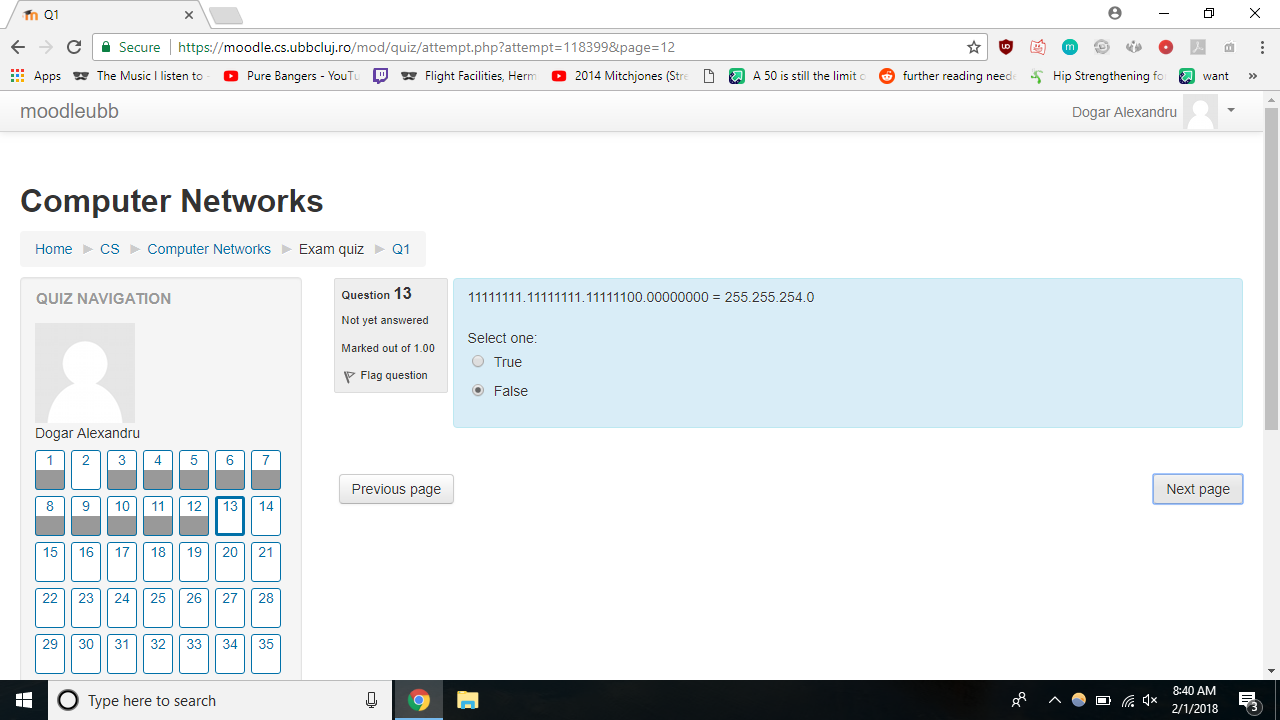 Q1
Secure
https://moodle.cs.ubbcluj.ro/mod/quiz/attempt.php?attempt=118399&page=12
Apps
The Music I listen to -
Pure Bangers - YouTu
Flight Facilities, Herm
2014 Mitchjones (Stre
A 50 is still the limit o
further reading neede
Hip Strengthening fo
want
»
moodleubb
Dogar Alexandru
Computer Networks
Home
CS
Computer Networks
Exam quiz
Q1
QUIZ NAVIGATION
Dogar Alexandru
1 2 3 4 5 6 7
8 9 10 11 12 13 14
15 16 17 18 19 20 21
22 23 24 25 26 27 28
29 30 31 32 33 34 35
Question 13
Not yet answered
Marked out of 1.00
Flag question
11111111.11111111.11111100.00000000 = 255.255.254.0
Select one:
True
False
Previous page
Next page
Type here to search
8:40 AM
2/1/2018
3